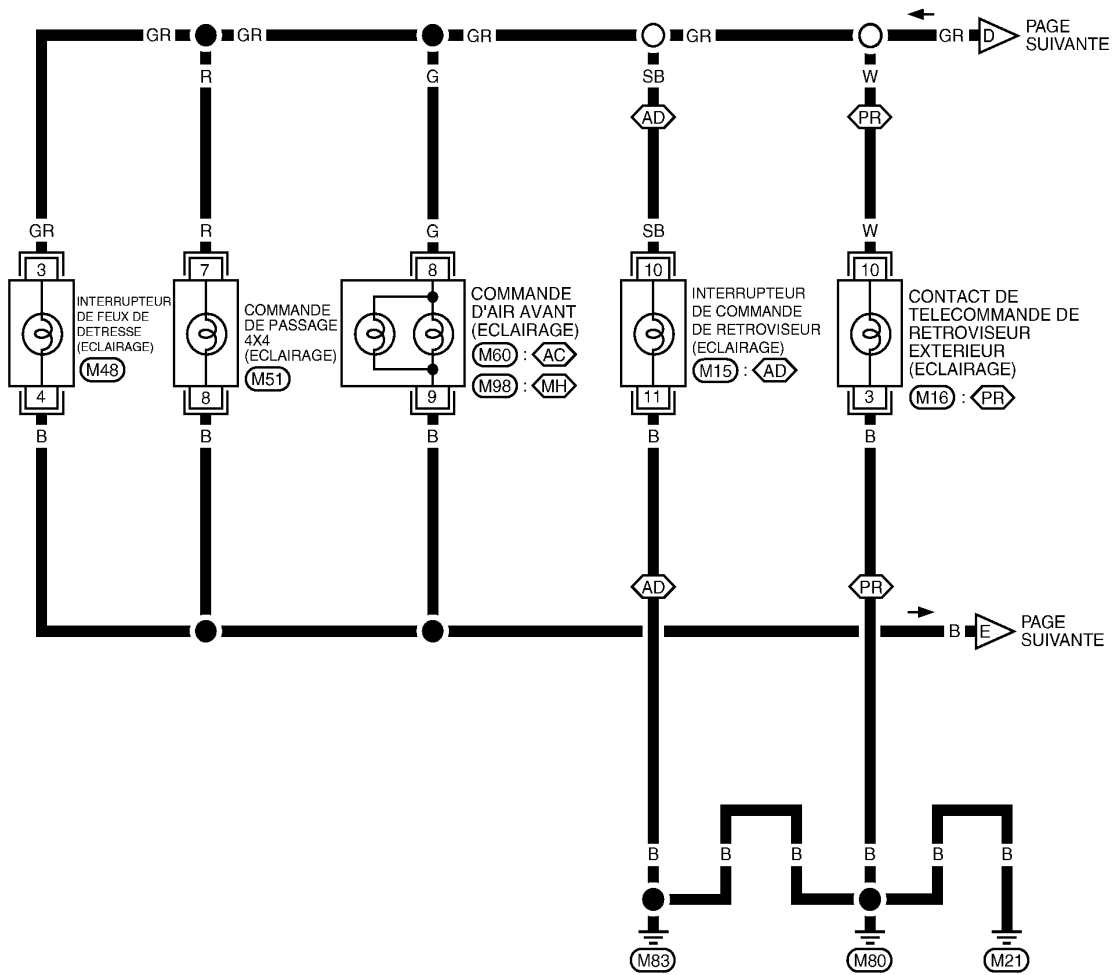 GR GR GR GR GR D PAGE
SUIVANTE
R G SB W
AD PR
GR R G SB W
3 7 8 10 10
INTERRUPTEUR
DE FEUX DE
DETRESSE
(ECLAIRAGE)
M48
COMMANDE
DE PASSAGE
4X4
(ECLAIRAGE)
M51
COMMANDE
D'AIR AVANT
(ECLAIRAGE)
M60 : AC
M98 : MH
INTERRUPTEUR
DE COMMANDE
DE RETROVISEUR
(ECLAIRAGE)
M15 : AD
CONTACT DE
TELECOMMANDE DE
RETROVISEUR
EXTERIEUR
(ECLAIRAGE)
M16 : PR
4 8 9 11 3
B B B B B
AD PR
B E PAGE
SUIVANTE
B B B B B B
M83 M80 M21